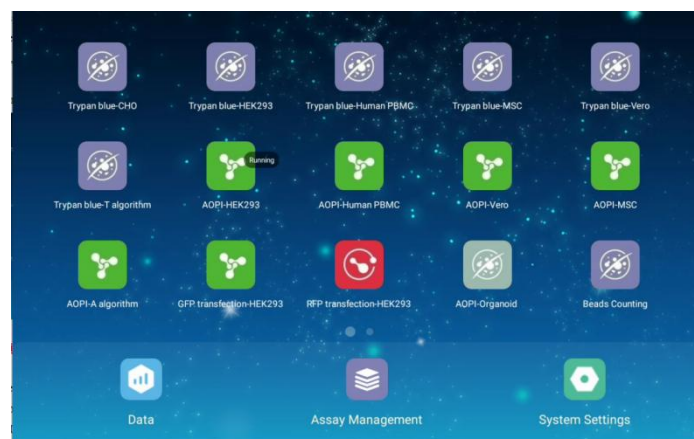 Trypan blue-CHO
Trypan blue-HEK293
Trypan blue-Human PBMC
Trypan blue-MSC
Trypan blue-Vero
Running
Trypan blue-T algorithm
AOPI-HEK293
AOPI-Human PBMC
AOPI-Vero
AOPI-MSC
AOPI-A algorithm
GFP transfection-HEK293
RFP transfection-HEK293
AOPI-Organoid
Beads Counting
Data
Assay Management
System Settings